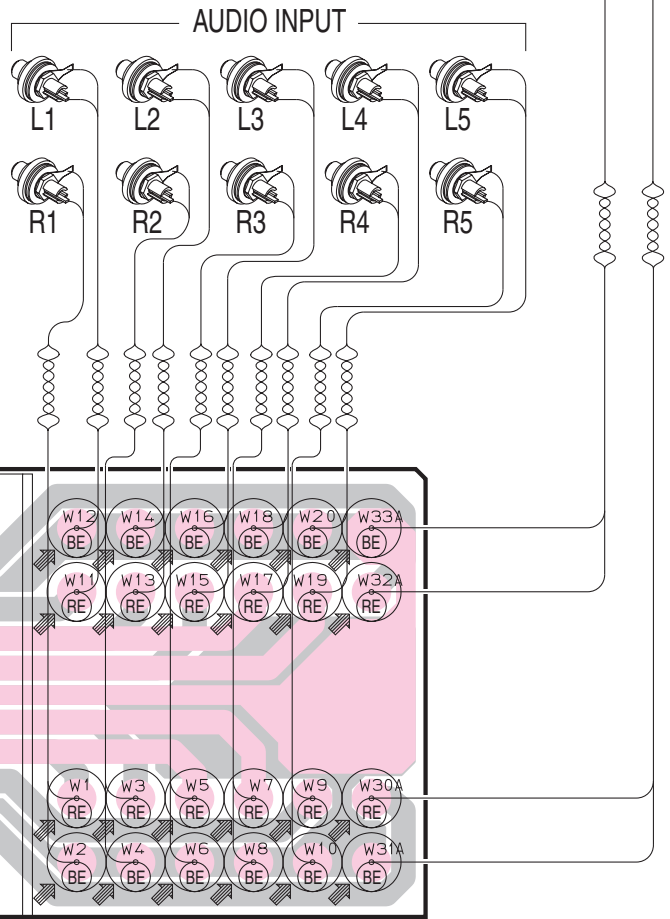 AUDIO INPUT
L1 L2 L3 L4 L5
R1 R2 R3 R4 R5
W12 W14 W16 W18 W20 W33A
BE BE BE BE BE BE
W11 W13 W15 W17 W19 W32A
RE RE RE RE RE RE
W1 W3 W5 W7 W9 W30A
RE RE RE RE RE RE
W2 W4 W6 W8 W10 W31A
BE BE BE BE BE BE